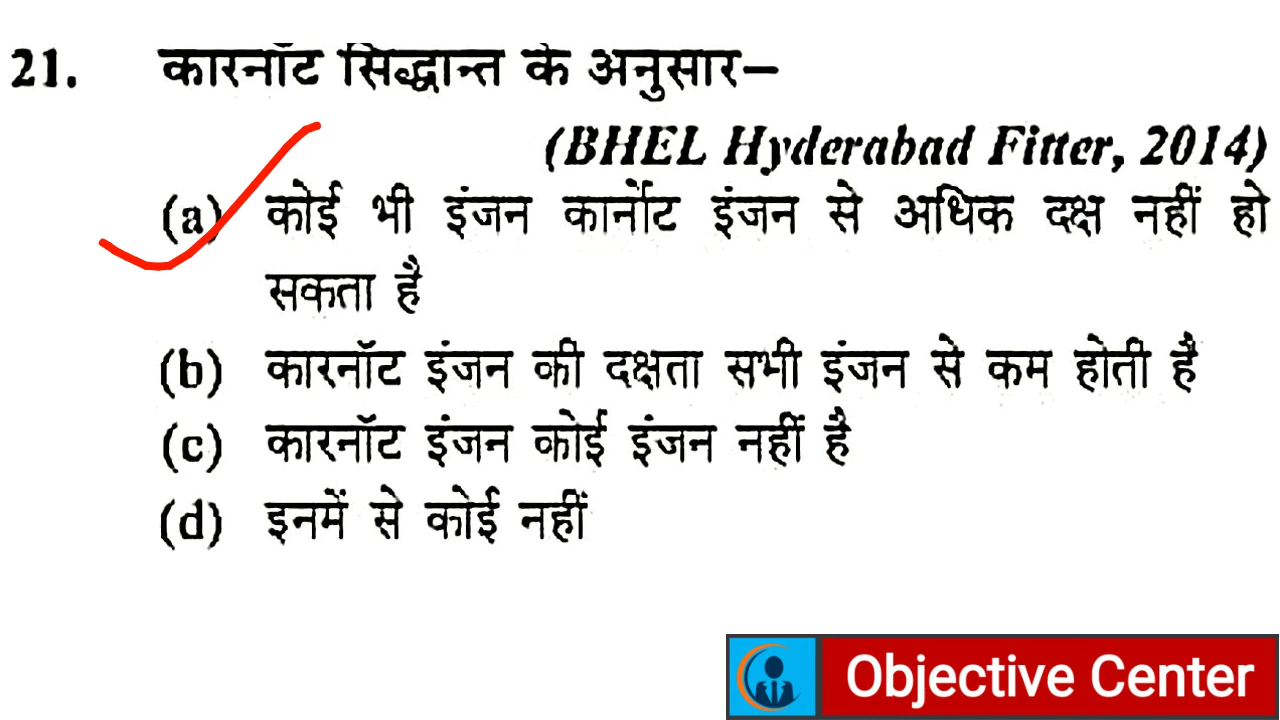 21. कारनॉट सिद्धान्त के अनुसार–
(BHEL Hyderabad Fitter, 2014)
(a) कोई भी इंजन कार्नोट इंजन से अधिक दक्ष नहीं हो
सकता है
(b) कारनॉट इंजन की दक्षता सभी इंजन से कम होती है
(c) कारनॉट इंजन कोई इंजन नहीं है
(d) इनमें से कोई नहीं
Objective Center